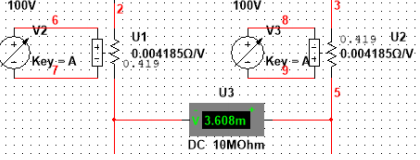 100V
6
2
V2
Key = A
7
U1
0.004185Ω/V
0.419
100V
8
3
V3
Key = A
9
0.419
U2
0.004185Ω/V
5
U3
3.608m
DC 10MOhm